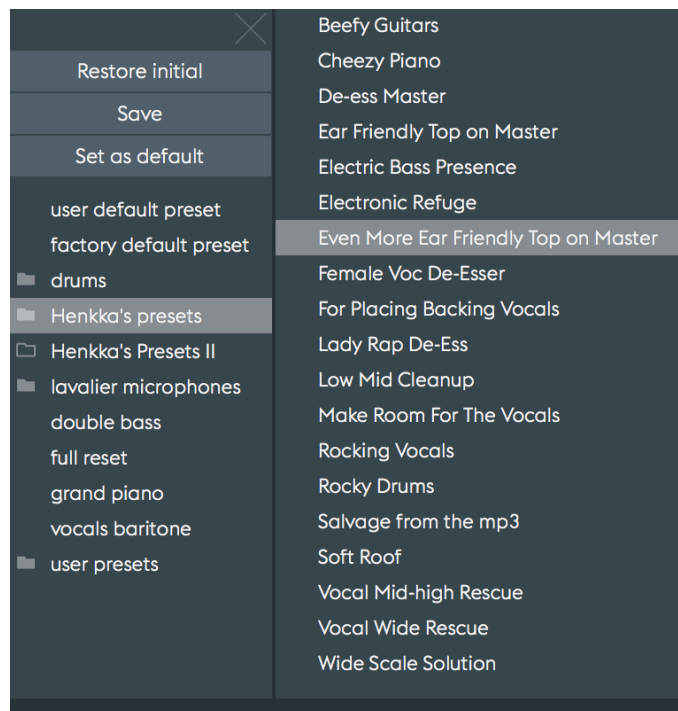 Restore initial
Save
Set as default
user default preset
factory default preset
drums
Henkka's presets
Henkka's Presets II
lavalier microphones
double bass
full reset
grand piano
vocals baritone
user presets
Beefy Guitars
Cheezy Piano
De-ess Master
Ear Friendly Top on Master
Electric Bass Presence
Electronic Refuge
Even More Ear Friendly Top on Master
Female Voc De-Esser
For Placing Backing Vocals
Lady Rap De-Ess
Low Mid Cleanup
Make Room For The Vocals
Rocking Vocals
Rocky Drums
Salvage from the mp3
Soft Roof
Vocal Mid-high Rescue
Vocal Wide Rescue
Wide Scale Solution